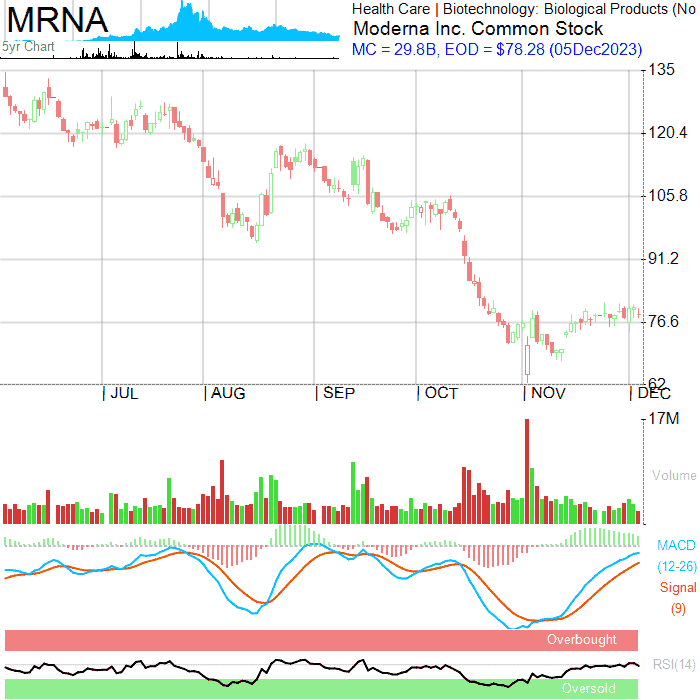 MRNA
5yr Chart
Health Care | Biotechnology: Biological Products (No
Moderna Inc. Common Stock
MC = 29.8B, EOD = $78.28 (05Dec2023)
135
120.4
105.8
91.2
76.6
62
| JUL | AUG | SEP | OCT | NOV | DEC
17M
Volume
MACD
(12-26)
Signal
(9)
Overbought
RSI(14)
Oversold